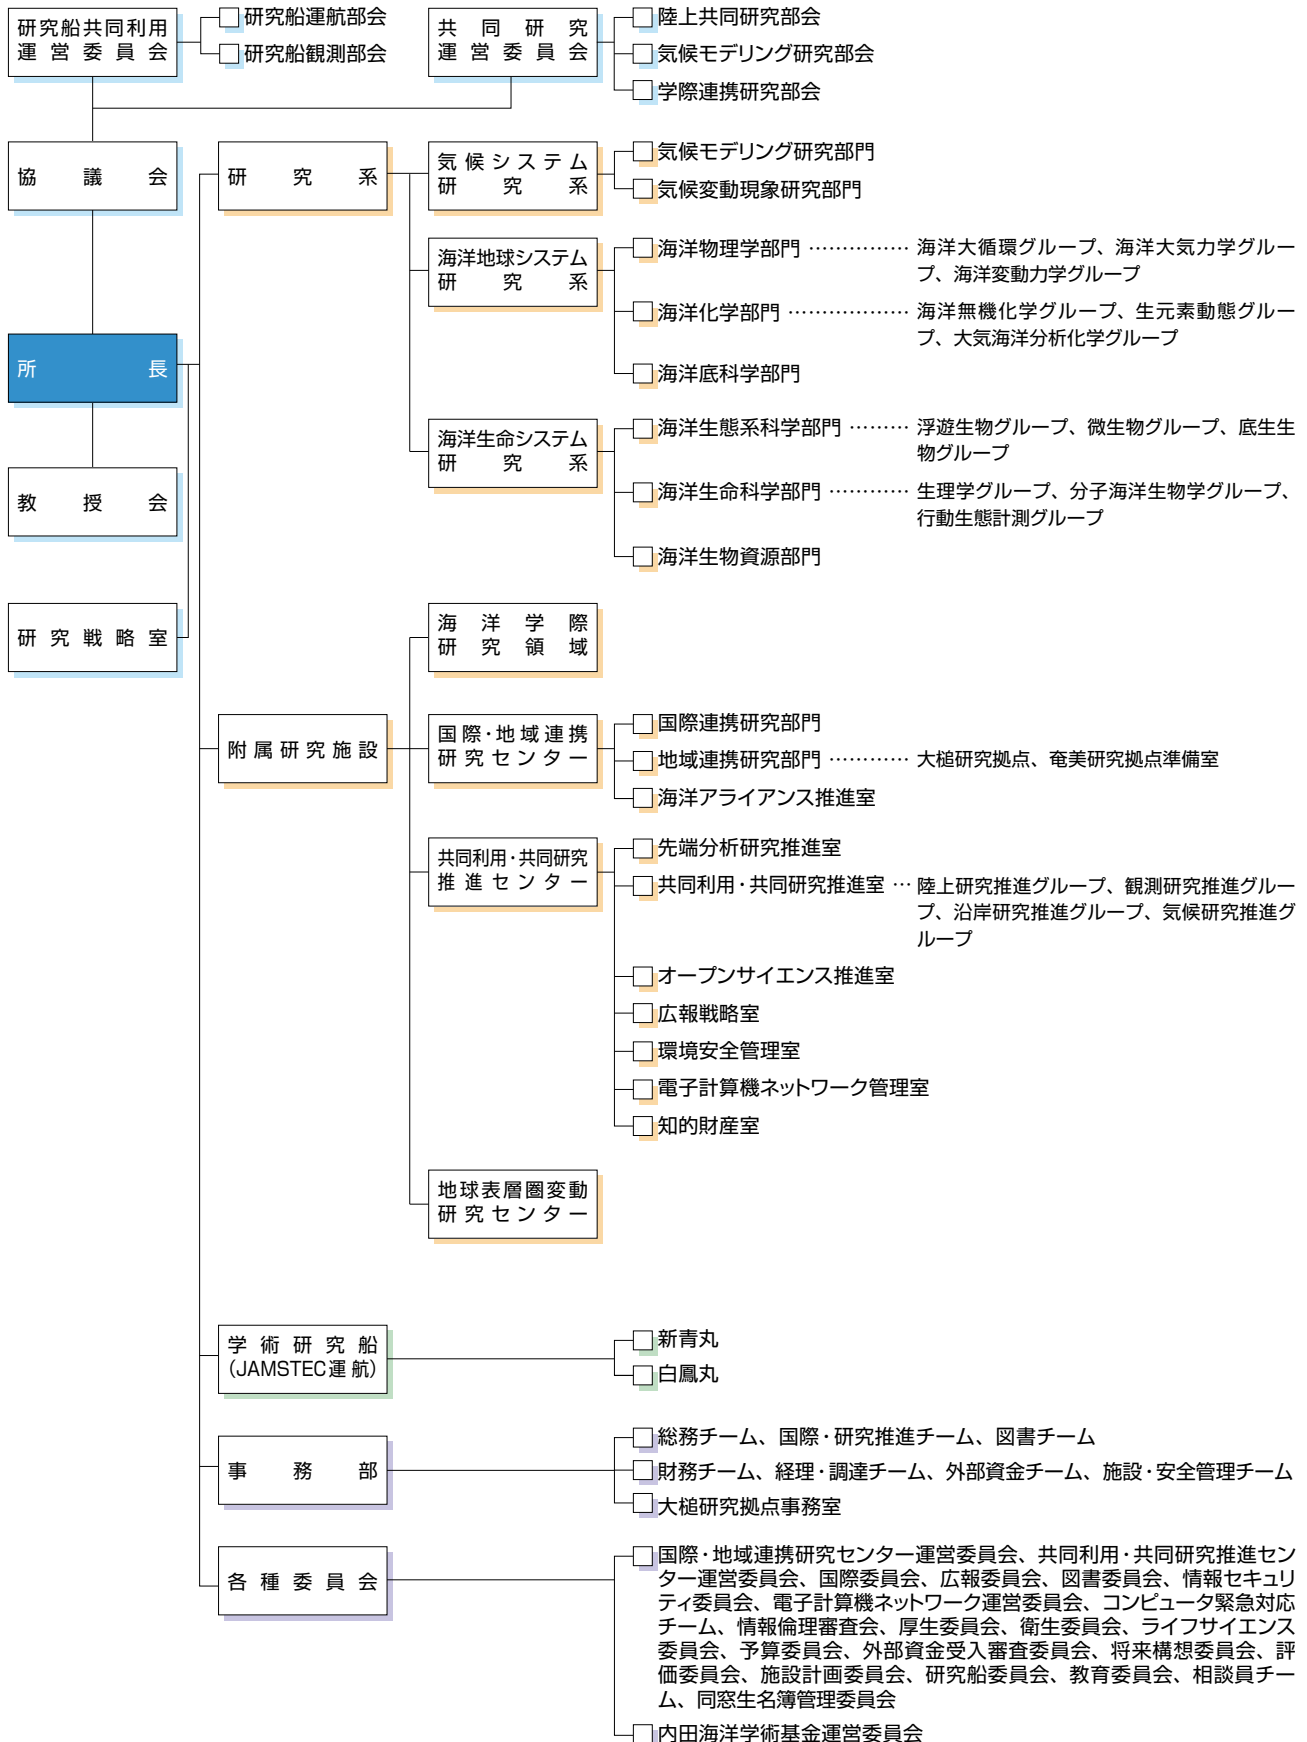 研究船共同利用
運営委員会
研究船運航部会
研究船観測部会
共同研究
運営委員会
陸上共同研究部会
気候モデリング研究部会
学際連携研究部会
協議会
研究系
気候システム
研究系
気候モデリング研究部門
気候変動現象研究部門
海洋地球システム
研究系
海洋物理学部門 …………… 海洋大循環グループ、海洋大気力学グルー
プ、海洋変動力学グループ
海洋化学部門 ……………… 海洋無機化学グループ、生元素動態グルー
プ、大気海洋分析化学グループ
海洋底科学部門
所長
海洋生命システム
研究系
海洋生態系科学部門 ……… 浮遊生物グループ、微生物グループ、底生生
物グループ
海洋生命科学部門 ………… 生理学グループ、分子海洋生物学グループ、
行動生態計測グループ
海洋生物資源部門
教授会
研究戦略室
海洋学際
研究領域
附属研究施設
国際・地域連携
研究センター
国際連携研究部門
地域連携研究部門 ………… 大槌研究拠点、奄美研究拠点準備室
海洋アライアンス推進室
共同利用・共同研究
推進センター
先端分析研究推進室
共同利用・共同研究推進室 … 陸上研究推進グループ、観測研究推進グルー
プ、沿岸研究推進グループ、気候研究推進グ
ループ
オープンサイエンス推進室
広報戦略室
環境安全管理室
電子計算機ネットワーク管理室
知的財産室
地球表層圏変動
研究センター
学術研究船
(JAMSTEC運航)
新青丸
白鳳丸
事務部
総務チーム、国際・研究推進チーム、図書チーム
財務チーム、経理・調達チーム、外部資金チーム、施設・安全管理チーム
大槌研究拠点事務室
各種委員会
国際・地域連携研究センター運営委員会、共同利用・共同研究推進セン
ター運営委員会、国際委員会、広報委員会、図書委員会、情報セキュリ
ティ委員会、電子計算機ネットワーク運営委員会、コンピュータ緊急対応
チーム、情報倫理審査会、厚生委員会、衛生委員会、ライフサイエンス
委員会、予算委員会、外部資金受入審査委員会、将来構想委員会、評
価委員会、施設計画委員会、研究船委員会、教育委員会、相談員チー
ム、同窓生名簿管理委員会
内田海洋学術基金運営委員会